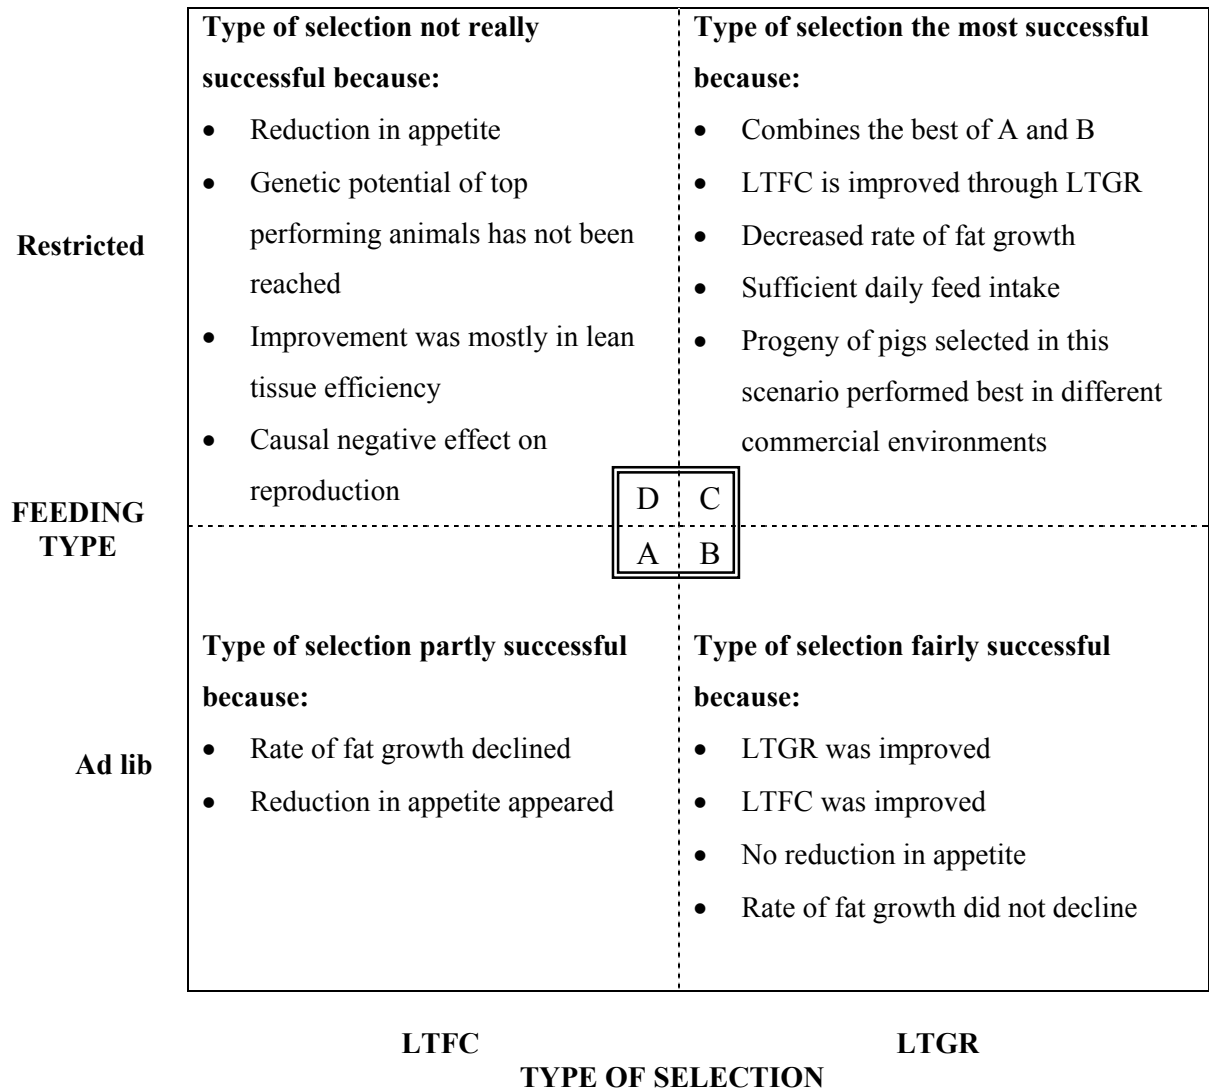 Type of selection not really
successful because:
• Reduction in appetite
• Genetic potential of top
performing animals has not been
reached
• Improvement was mostly in lean
tissue efficiency
• Causal negative effect on
reproduction
Type of selection the most successful
because:
• Combines the best of A and B
• LTFC is improved through LTGR
• Decreased rate of fat growth
• Sufficient daily feed intake
• Progeny of pigs selected in this
scenario performed best in different
commercial environments
Restricted
FEEDING
TYPE
D C
A B
Type of selection partly successful
because:
• Rate of fat growth declined
• Reduction in appetite appeared
Type of selection fairly successful
because:
• LTGR was improved
• LTFC was improved
• No reduction in appetite
• Rate of fat growth did not decline
Ad lib
LTFC LTGR
TYPE OF SELECTION